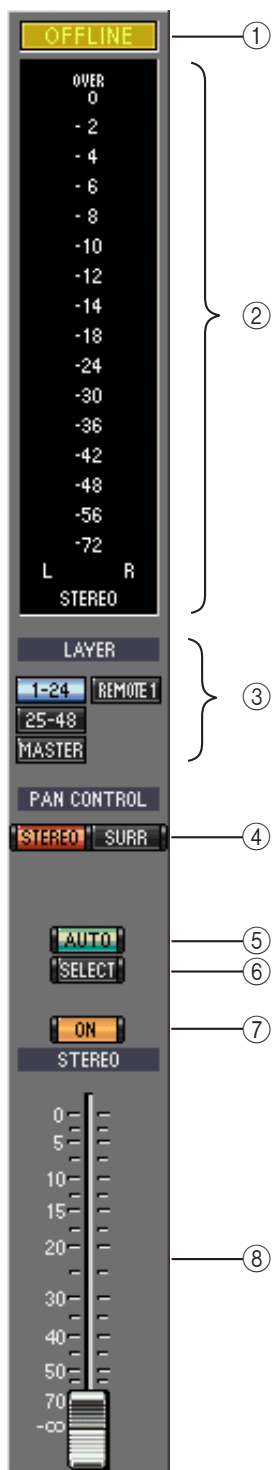 OFFLINE ①
OVER
0
- 2
- 4
- 6
- 8
-10
-12
-14
-18
-24
-30
-36
-42
-48
-56
-72
L R
STEREO
②
LAYER
1-24 REMOTE1
25-48
MASTER
③
PAN CONTROL
STEREO SURR ④
AUTO ⑤
SELECT ⑥
ON ⑦
STEREO
0
5
10
15
20
30
40
50
70
-∞
⑧